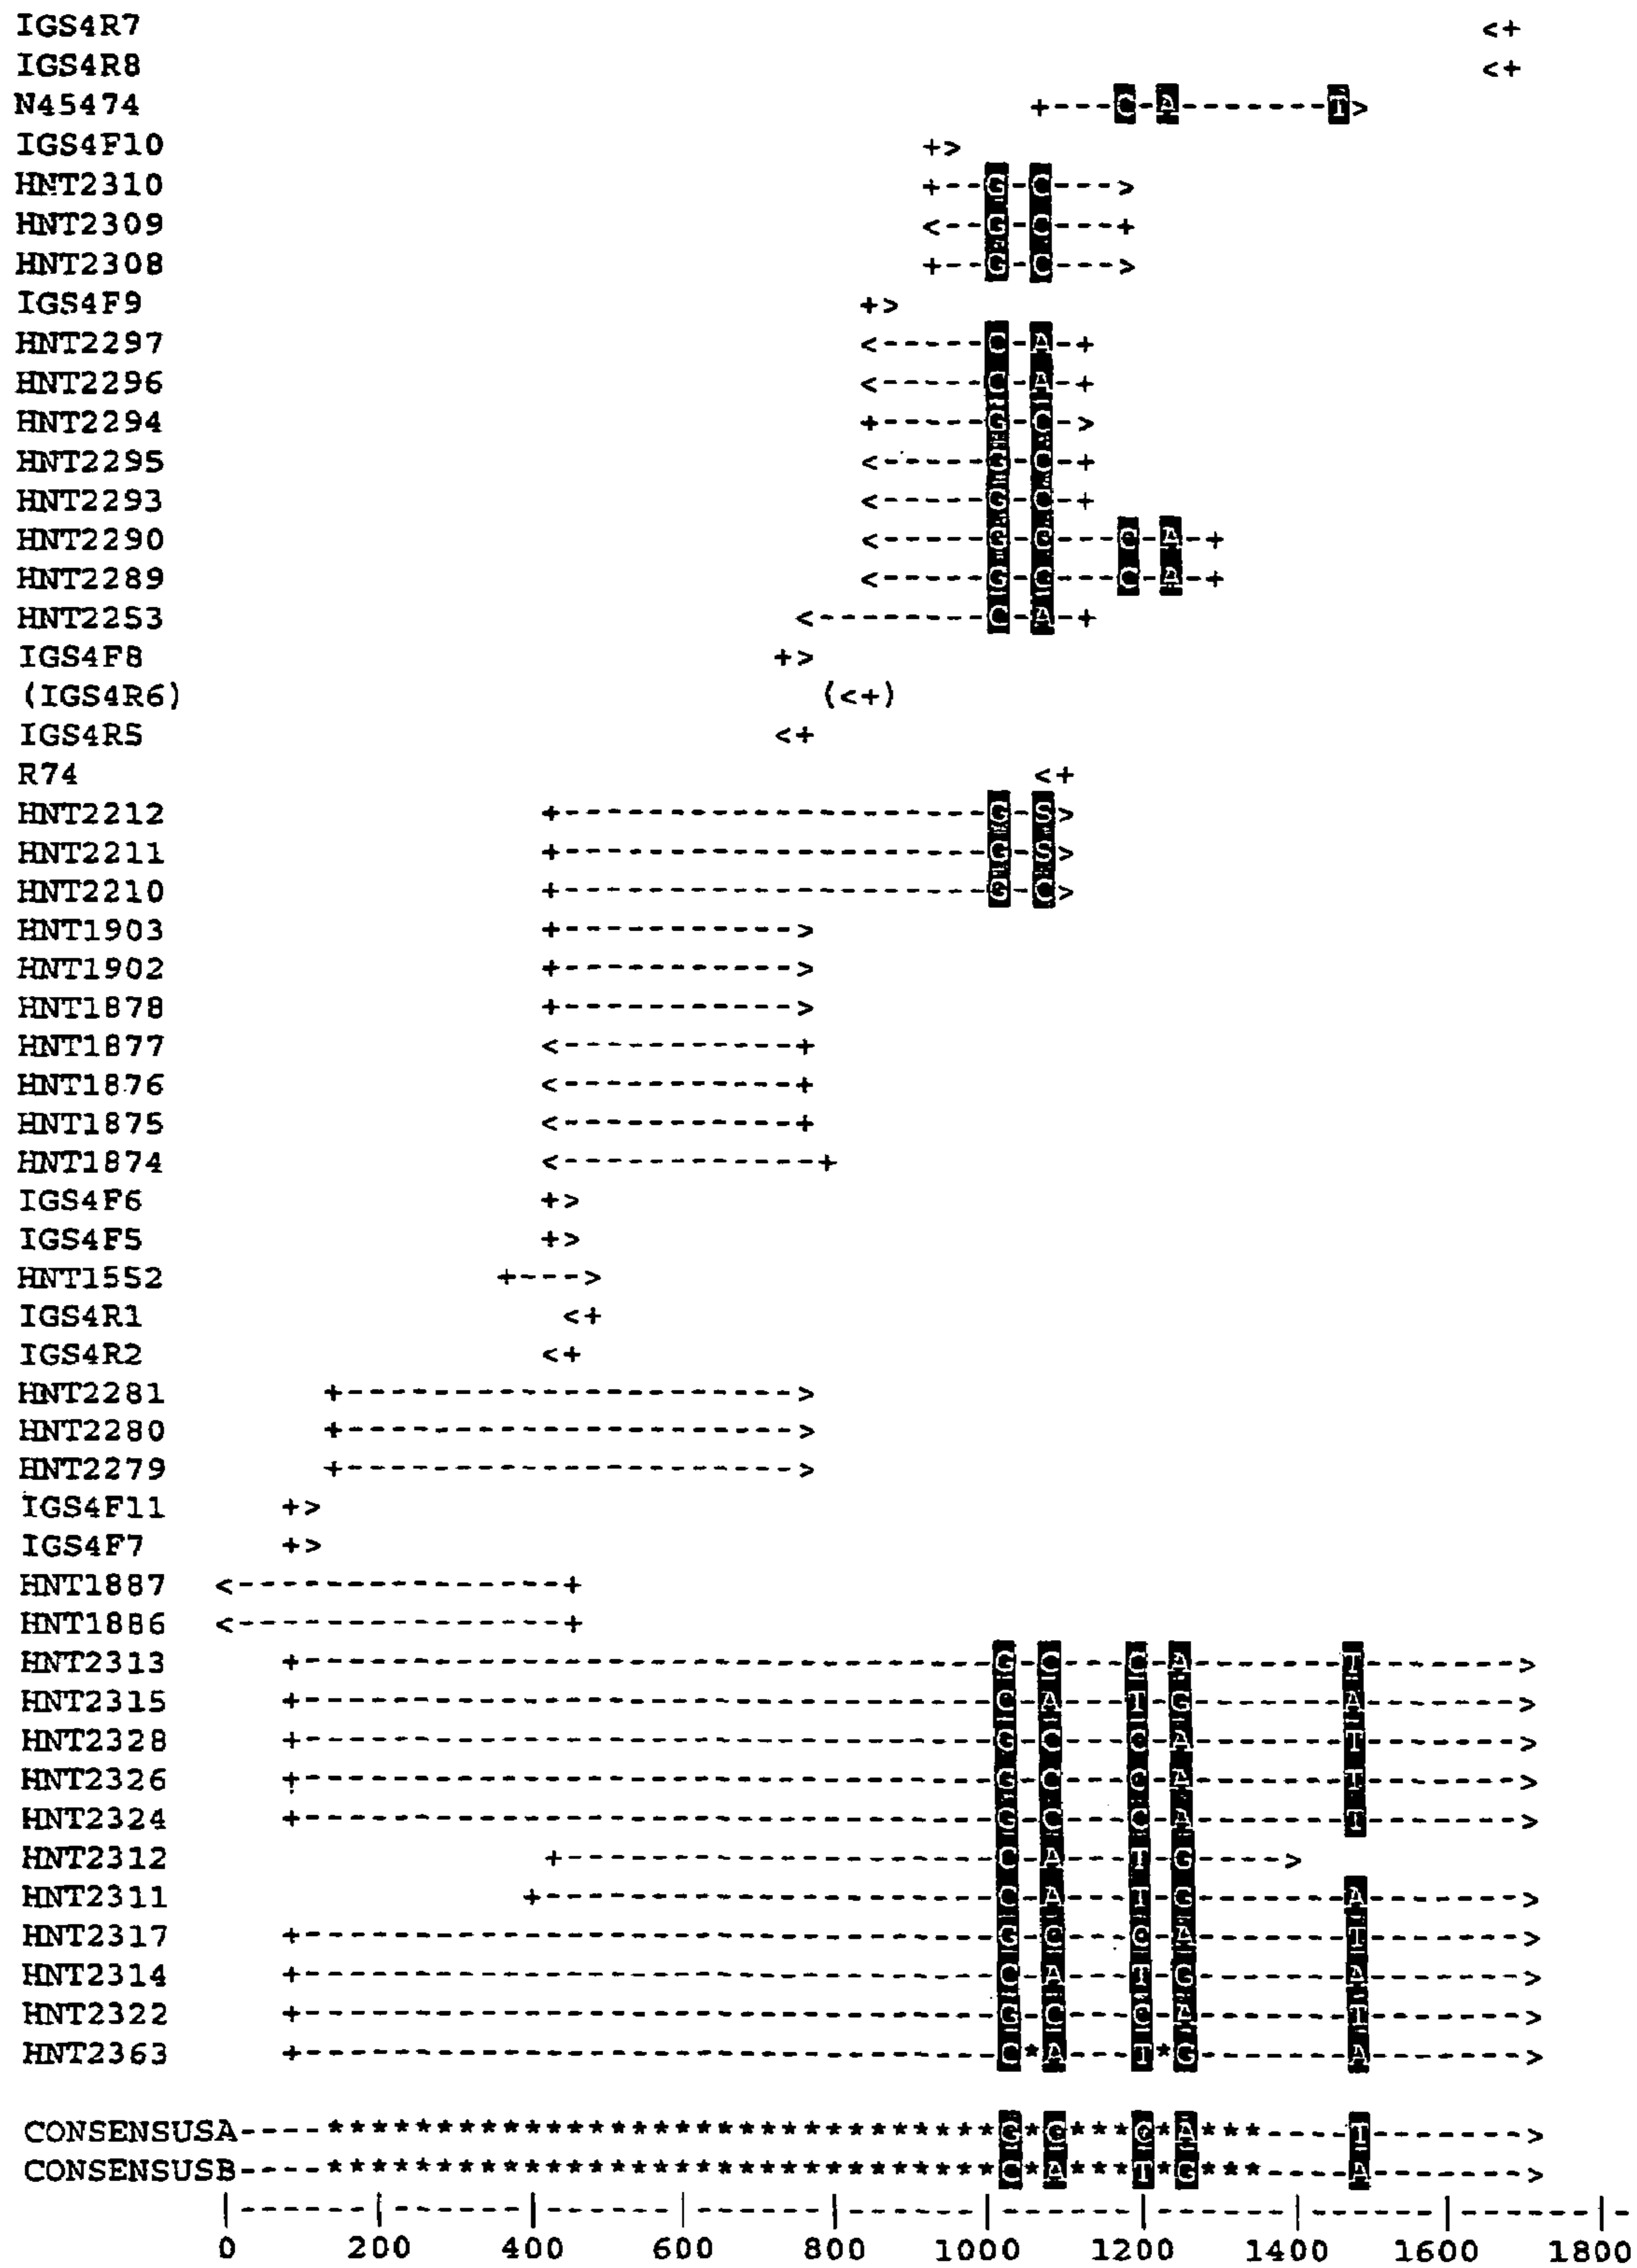 IGS4R7 <+
IGS4R8 <+
N45474 +---C-A-------T>
IGS4F10 +>
HNT2310 +--G-C--->
HNT2309 <--G-C---+
HNT2308 +--G-C--->
IGS4F9 +>
HNT2297 <-----C-A-+
HNT2296 <-----C-A-+
HNT2294 +-----G-C->
HNT2295 <-----G-C-+
HNT2293 <-----G-C-+
HNT2290 <-----G-C---C-A-+
HNT2289 <-----G-C---C-A-+
HNT2253 <--------C-A-+
IGS4F8 +>
(IGS4R6) (<+)
IGS4R5 <+
R74 <+
HNT2212 +--------------------G-S>
HNT2211 +--------------------G-S>
HNT2210 +--------------------G-C>
HNT1903 +----------->
HNT1902 +----------->
HNT1878 +----------->
HNT1877 <-----------+
HNT1876 <-----------+
HNT1875 <-----------+
HNT1874 <------------+
IGS4F6 +>
IGS4F5 +>
HNT1552 +---->
IGS4R1 <+
IGS4R2 <+
HNT2281 +--------------------->
HNT2280 +--------------------->
HNT2279 +--------------------->
IGS4F11 +>
IGS4F7 +>
HNT1887 <---------------+
HNT1886 <---------------+
HNT2313 +--------------------------------G-C---C-A-------T------->
HNT2315 +--------------------------------C-A---T-G-------A------->
HNT2328 +--------------------------------G-C---C-A-------T------->
HNT2326 +--------------------------------G-C---C-A-------T------->
HNT2324 +--------------------------------G-C---C-A-------T------->
HNT2312 +--------------------C-A---T-G---->
HNT2311 +---------------------C-A---T-G-------A------->
HNT2317 +--------------------------------G-C---C-A-------T------->
HNT2314 +--------------------------------C-A---T-G-------A------->
HNT2322 +--------------------------------G-C---C-A-------T------->
HNT2363 +--------------------------------C*A---T*G-------A------->
CONSENSUSA----*******************************G*C***C*A***----T------->
CONSENSUSB----*******************************C*A***T*G***----A------->
|------|------|------|------|------|------|------|------|------|-
0 200 400 600 800 1000 1200 1400 1600 1800